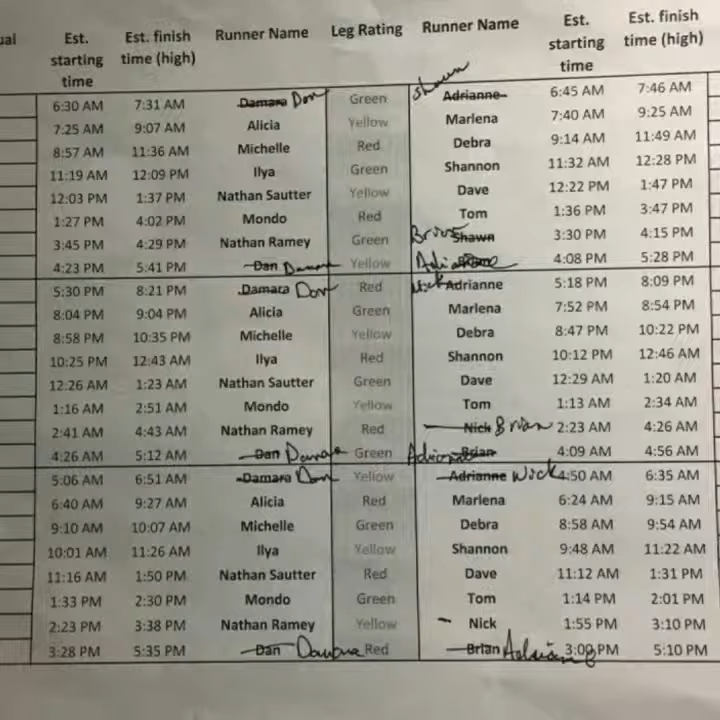 ual Est. starting time Est. finish time (high) Runner Name Leg Rating Runner Name Est. starting time Est. finish time (high)
6:30 AM 7:31 AM Damara Dan Green Shawn Adrianne 6:45 AM 7:46 AM
7:25 AM 9:07 AM Alicia Yellow Marlena 7:40 AM 9:25 AM
8:57 AM 11:36 AM Michelle Red Debra 9:14 AM 11:49 AM
11:19 AM 12:09 PM Ilya Green Shannon 11:32 AM 12:28 PM
12:03 PM 1:37 PM Nathan Sautter Yellow Dave 12:22 PM 1:47 PM
1:27 PM 4:02 PM Mondo Red Tom 1:36 PM 3:47 PM
3:45 PM 4:29 PM Nathan Ramey Green Shawn 3:30 PM 4:15 PM
4:23 PM 5:41 PM Dan Damara Yellow 4:08 PM 5:28 PM
5:30 PM 8:21 PM Damara Dan Red Nick Adrianne 5:18 PM 8:09 PM
8:04 PM 9:04 PM Alicia Green Marlena 7:52 PM 8:54 PM
8:58 PM 10:35 PM Michelle Yellow Debra 8:47 PM 10:22 PM
10:25 PM 12:43 AM Ilya Red Shannon 10:12 PM 12:46 AM
12:26 AM 1:23 AM Nathan Sautter Green Dave 12:29 AM 1:20 AM
1:16 AM 2:51 AM Mondo Yellow Tom 1:13 AM 2:34 AM
2:41 AM 4:43 AM Nathan Ramey Red Nick Brian 2:23 AM 4:26 AM
4:26 AM 5:12 AM Dan Damara Green Brian 4:09 AM 4:56 AM
5:06 AM 6:51 AM Damara Dan Yellow Adrianne Nick 4:50 AM 6:35 AM
6:40 AM 9:27 AM Alicia Red Marlena 6:24 AM 9:15 AM
9:10 AM 10:07 AM Michelle Green Debra 8:58 AM 9:54 AM
10:01 AM 11:26 AM Ilya Yellow Shannon 9:48 AM 11:22 AM
11:16 AM 1:50 PM Nathan Sautter Red Dave 11:12 AM 1:31 PM
1:33 PM 2:30 PM Mondo Green Tom 1:14 PM 2:01 PM
2:23 PM 3:38 PM Nathan Ramey Yellow Nick 1:55 PM 3:10 PM
3:28 PM 5:35 PM Dan Damara Red Brian 3:00 PM 5:10 PM